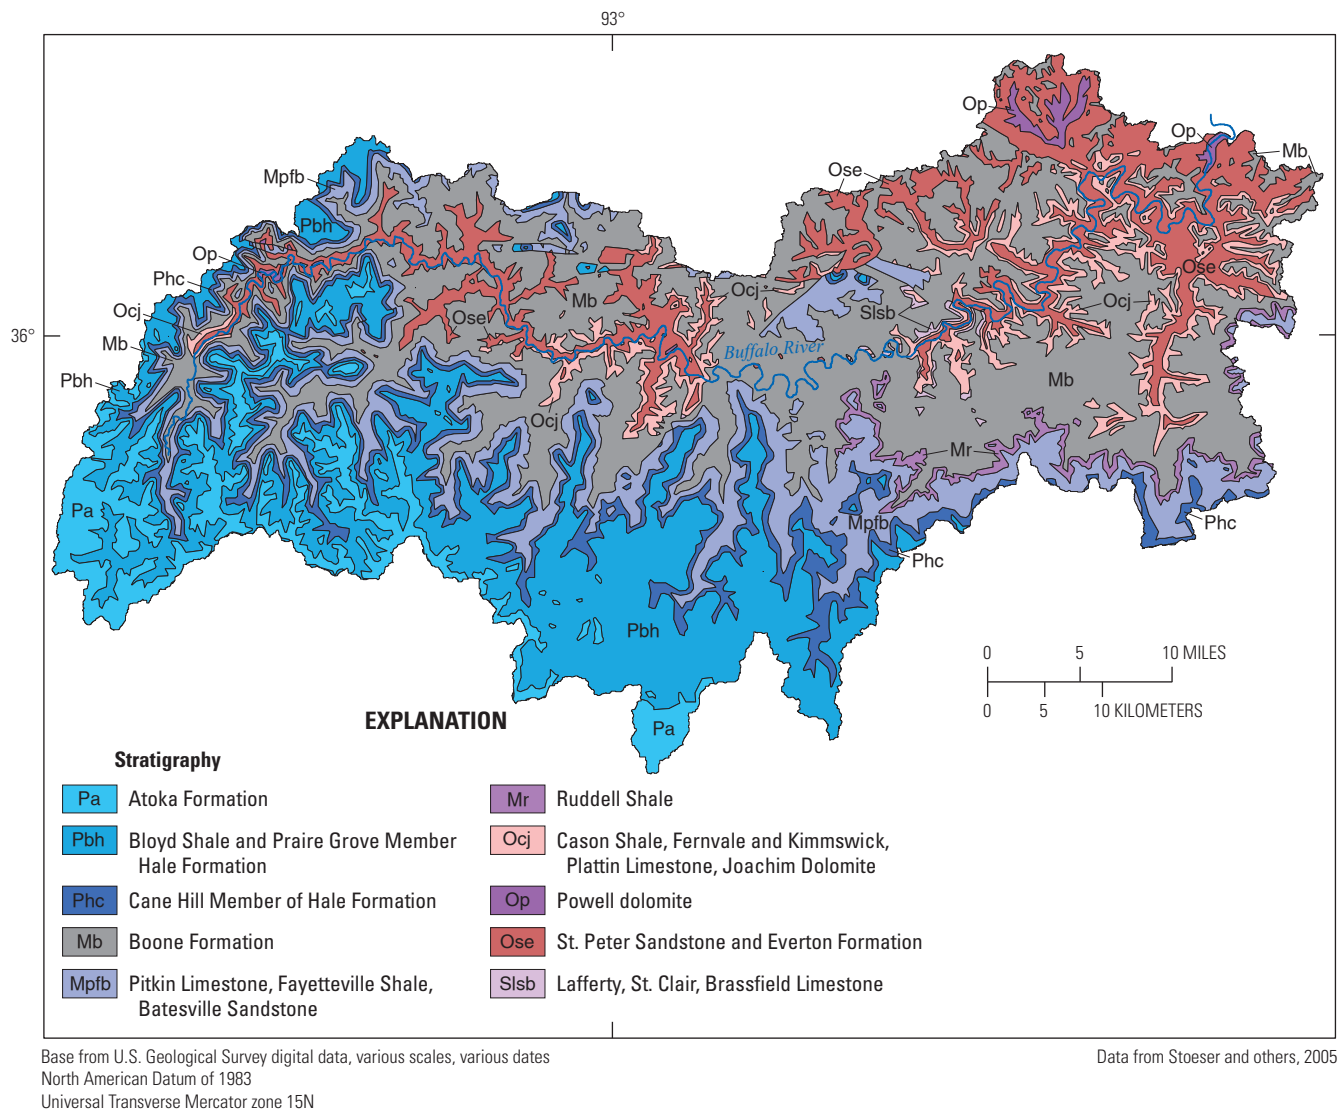 93°
Op
Op
Mb
Ose
Mpfb
Pbh
Op
Ose
Phc
Ocj
Mb
Ocj
Ocj
Slsb
Ose
36°
Mb
Buffalo River
Pbh
Mb
Ocj
Mr
Pa
Mpfb
Phc
Phc
Pbh
0 5 10 MILES
0 5 10 KILOMETERS
Pa
EXPLANATION
Stratigraphy
Pa Atoka Formation
Pbh Bloyd Shale and Praire Grove Member
Hale Formation
Phc Cane Hill Member of Hale Formation
Mb Boone Formation
Mpfb Pitkin Limestone, Fayetteville Shale,
Batesville Sandstone
Mr Ruddell Shale
Ocj Cason Shale, Fernvale and Kimmswick,
Plattin Limestone, Joachim Dolomite
Op Powell dolomite
Ose St. Peter Sandstone and Everton Formation
Slsb Lafferty, St. Clair, Brassfield Limestone
Base from U.S. Geological Survey digital data, various scales, various dates
North American Datum of 1983
Universal Transverse Mercator zone 15N
Data from Stoeser and others, 2005